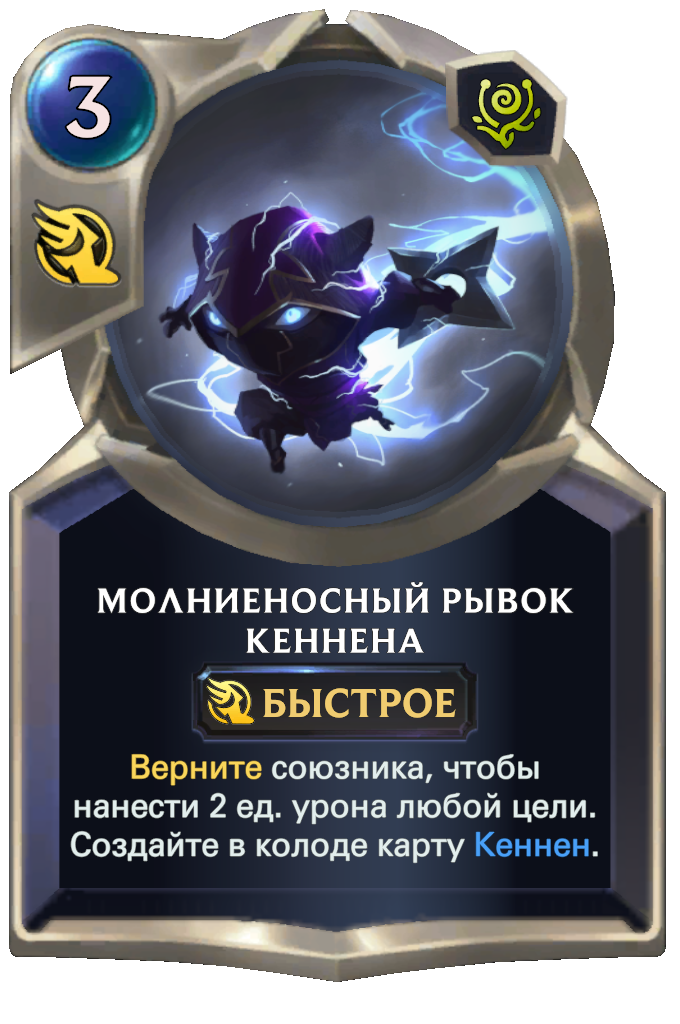 3
МОЛНИЕНОСНЫЙ РЫВОК
КЕННЕНА
БЫСТРОЕ
Верните союзника, чтобы
нанести 2 ед. урона любой цели.
Создайте в колоде карту Кеннен.